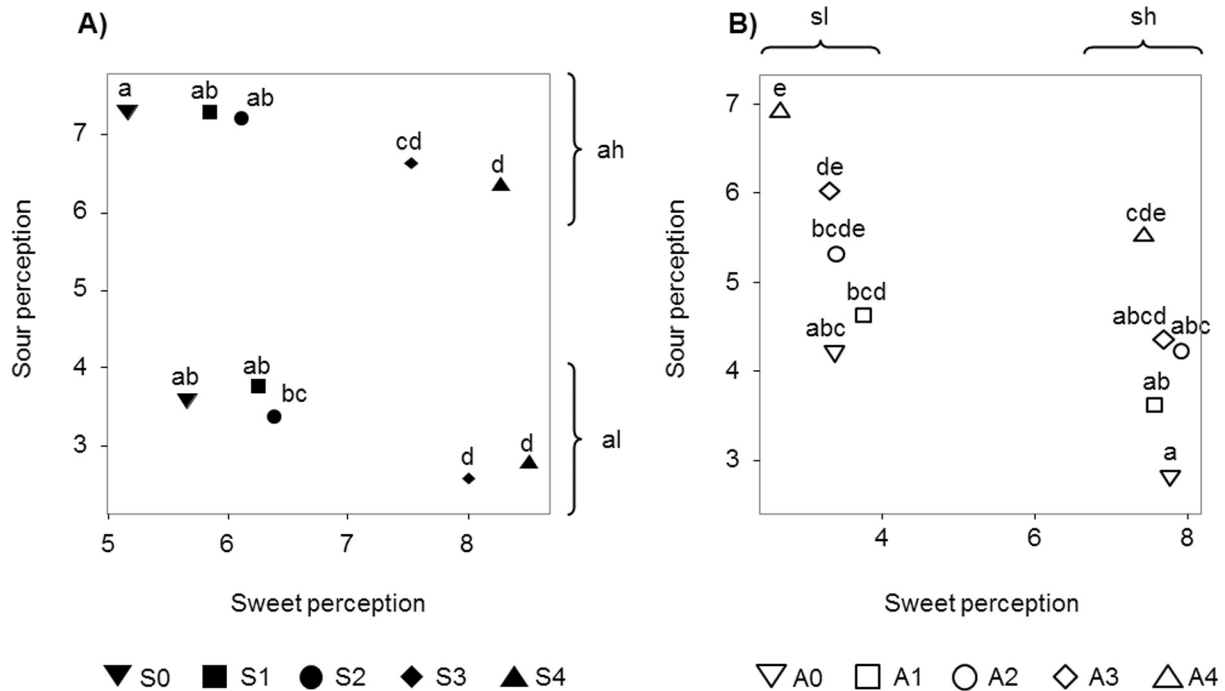 A)
a
ab
ab
cd
d
ah
ab
ab
bc
d
d
al
7
6
5
4
3
5
6
7
8
Sour perception
Sweet perception
S0 S1 S2 S3 S4
B)
sl
sh
e
de
bcde
bcd
abc
cde
abcd
abc
ab
a
7
6
5
4
3
4
6
8
Sour perception
Sweet perception
A0 A1 A2 A3 A4